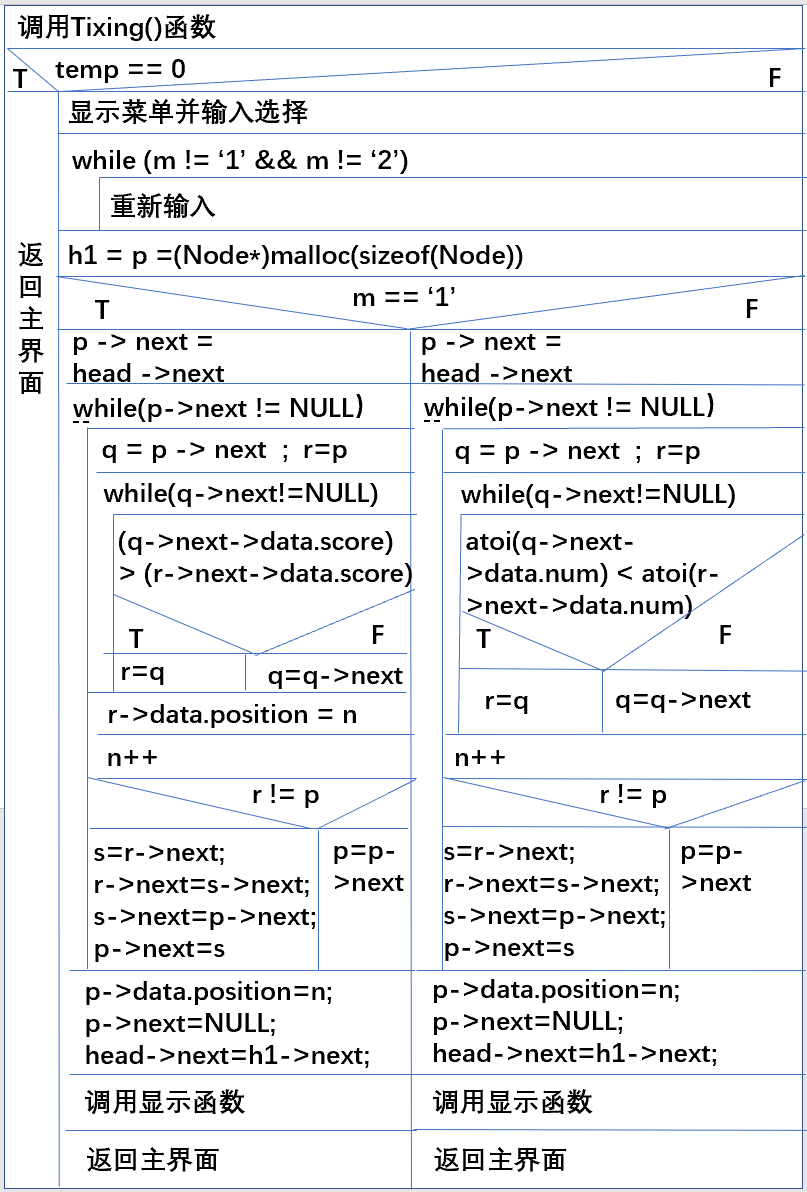 调用Tixing()函数
T
temp == 0
F
返
回
主
界
面
显示菜单并输入选择
while (m != ‘1’ && m != ‘2’)
重新输入
h1 = p =(Node*)malloc(sizeof(Node))
T
m == ‘1’
F
p -> next =
head ->next
while(p->next != NULL)
q = p -> next ; r=p
while(q->next!=NULL)
(q->next->data.score)
> (r->next->data.score)
T
F
r=q
q=q->next
r->data.position = n
n++
r != p
s=r->next;
r->next=s->next;
s->next=p->next;
p->next=s
p=p-
>next
p->data.position=n;
p->next=NULL;
head->next=h1->next;
调用显示函数
返回主界面
p -> next =
head ->next
while(p->next != NULL)
q = p -> next ; r=p
while(q->next!=NULL)
atoi(q->next-
>data.num) < atoi(r-
>next->data.num)
T
F
r=q
q=q->next
n++
r != p
s=r->next;
r->next=s->next;
s->next=p->next;
p->next=s
p=p-
>next
p->data.position=n;
p->next=NULL;
head->next=h1->next;
调用显示函数
返回主界面